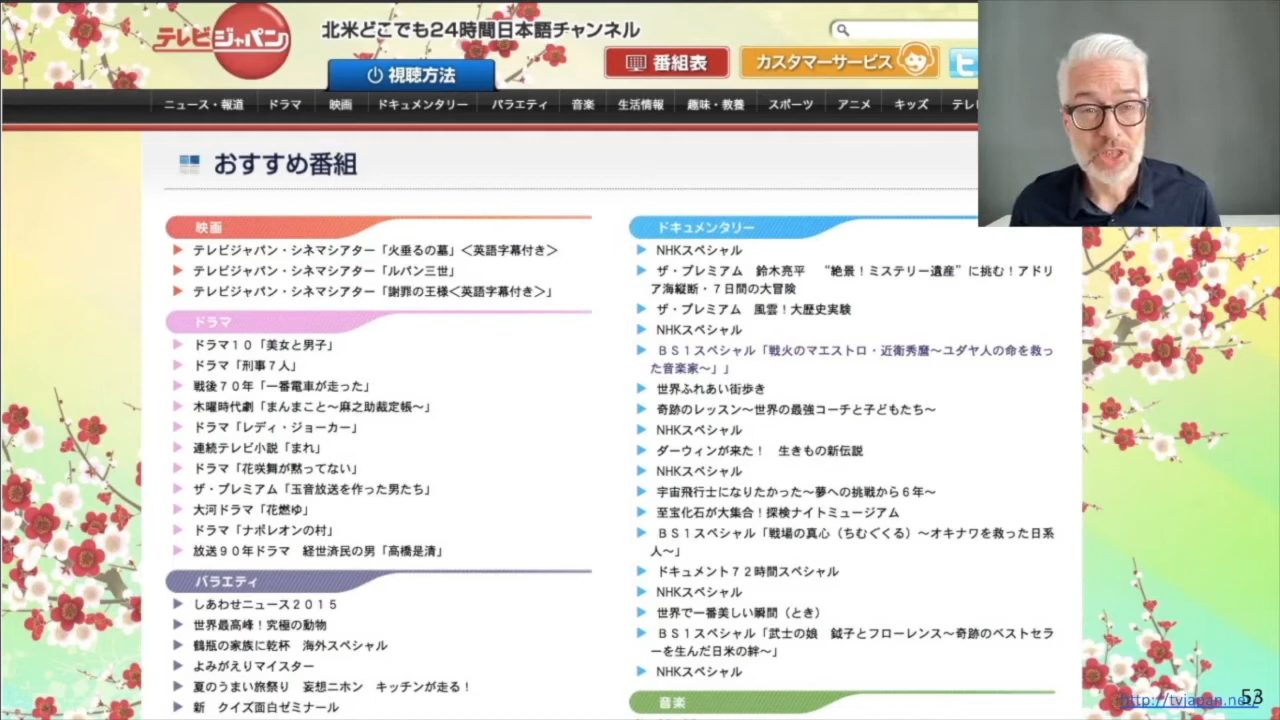 テレビジャパン
北米どこでも24時間日本語チャンネル
視聴方法
番組表
カスタマーサービス
ニュース・報道 ドラマ 映画 ドキュメンタリー バラエティ 音楽 生活情報 趣味・教養 スポーツ アニメ キッズ テレ
おすすめ番組
映画
テレビジャパン・シネマシアター「火垂るの墓」＜英語字幕付き＞
テレビジャパン・シネマシアター「ルパン三世」
テレビジャパン・シネマシアター「謝罪の王様＜英語字幕付き＞」
ドラマ
ドラマ１０「美女と男子」
ドラマ「刑事７人」
戦後７０年「一番電車が走った」
木曜時代劇「まんまこと～麻之助裁定帳～」
ドラマ「レディ・ジョーカー」
連続テレビ小説「まれ」
ドラマ「花咲舞が黙ってない」
ザ・プレミアム「玉音放送を作った男たち」
大河ドラマ「花燃ゆ」
ドラマ「ナポレオンの村」
放送９０年ドラマ　経世済民の男「高橋是清」
バラエティ
しあわせニュース２０１５
世界最高峰！究極の動物
鶴瓶の家族に乾杯　海外スペシャル
よみがえりマイスター
夏のうまい旅祭り　妄想ニホン　キッチンが走る！
新　クイズ面白ゼミナール
ドキュメンタリー
NHKスペシャル
ザ・プレミアム　鈴木亮平　“絶景！ミステリー遺産”に挑む！アドリ
ア海縦断・７日間の大冒険
ザ・プレミアム　風雲！大歴史実験
NHKスペシャル
ＢＳ１スペシャル「戦火のマエストロ・近衛秀麿～ユダヤ人の命を救っ
た音楽家～」」
世界ふれあい街歩き
奇跡のレッスン～世界の最強コーチと子どもたち～
NHKスペシャル
ダーウィンが来た！　生きもの新伝説
NHKスペシャル
宇宙飛行士になりたかった～夢への挑戦から６年～
至宝化石が大集合！探検ナイトミュージアム
ＢＳ１スペシャル「戦場の真心（ちむぐくる）～オキナワを救った日系
人～」
ドキュメント７２時間スペシャル
NHKスペシャル
世界で一番美しい瞬間（とき）
ＢＳ１スペシャル「武士の娘　鉞子とフローレンス～奇跡のベストセラ
ーを生んだ日米の絆～」
NHKスペシャル
音楽
http://tvjapan.net/
53